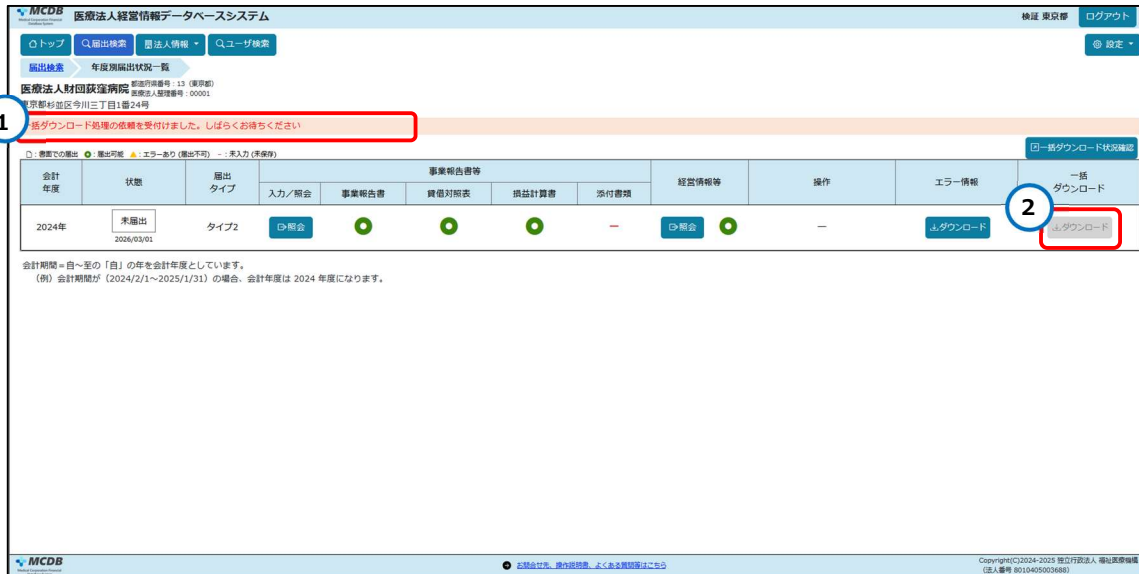 MCDB
Medical Corporation Financial Database System
医療法人経営情報データベースシステム
検証 東京都
ログアウト
トップ
届出検索
法人情報
ユーザ検索
設定
届出検索
年度別届出状況一覧
医療法人財団荻窪病院
都道府県番号：13（東京都）
医療法人整理番号：00001
東京都杉並区今川三丁目1番24号
1
一括ダウンロード処理の依頼を受付けました。しばらくお待ちください
一括ダウンロード状況確認
：書面での届出 ：届出可能 ：エラーあり (届出不可) －：未入力 (未保存)
会計年度
状態
届出タイプ
事業報告書等
入力／照会
事業報告書
貸借対照表
損益計算書
添付書類
経営情報等
操作
エラー情報
一括ダウンロード
2
2024年
未届出
2026/03/01
タイプ2
照会
－
照会
－
ダウンロード
ダウンロード
会計期間＝自～至の「自」の年を会計年度としています。
（例）会計期間が（2024/2/1～2025/1/31）の場合、会計年度は 2024 年度になります。
MCDB
お問合せ先、操作説明書、よくある質問等はこちら
Copyright(C)2024-2025 独立行政法人 福祉医療機構
（法人番号 8010405003688）